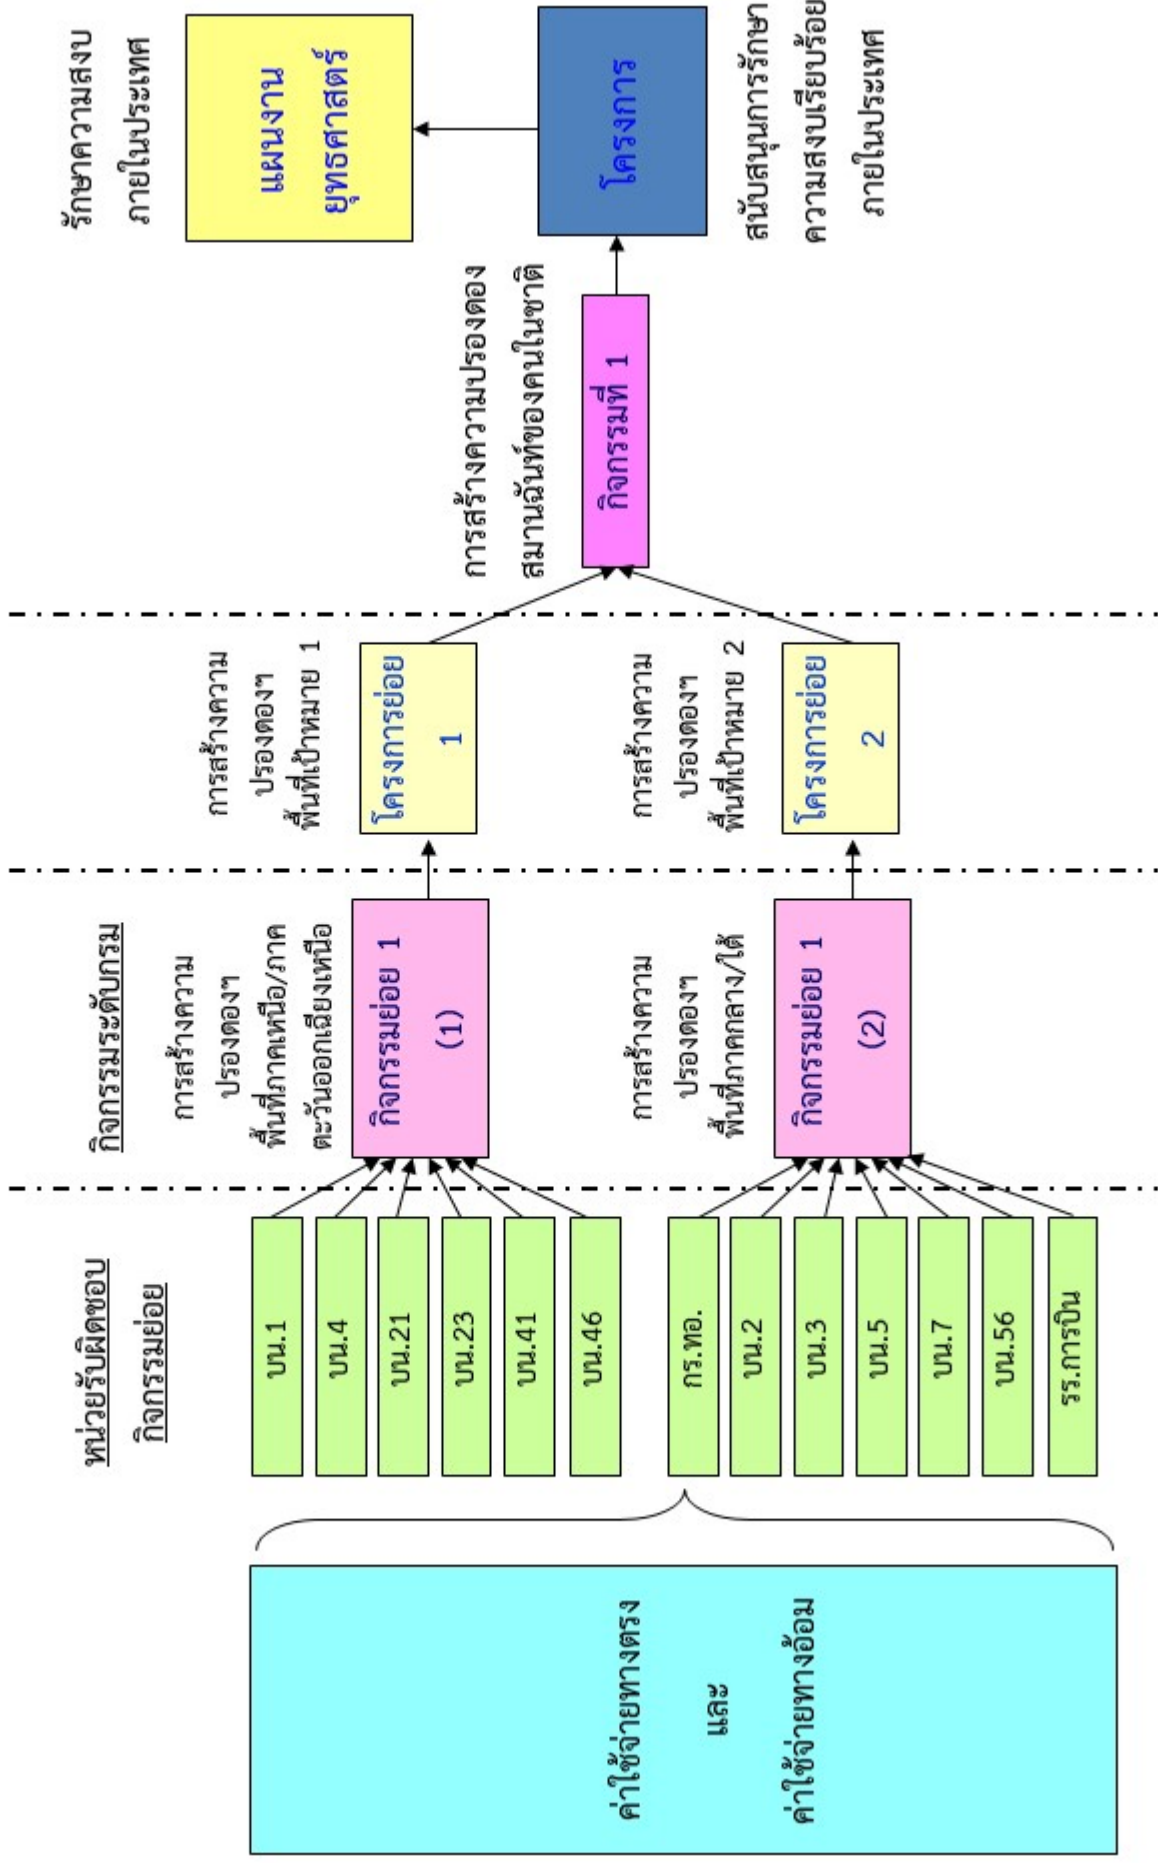 หน่วยรับผิดชอบ
กิจกรรมย่อย
กิจกรรมระดับกรม
ค่าใช้จ่ายทางตรง
และ
ค่าใช้จ่ายทางอ้อม
บน.1
บน.4
บน.21
บน.23
บน.41
บน.46
กร.ทอ.
บน.2
บน.3
บน.5
บน.7
บน.56
รร.การบิน
การสร้างความ
ปรองดองฯ
พื้นที่ภาคเหนือ/ภาค
ตะวันออกเฉียงเหนือ
กิจกรรมย่อย 1
(1)
การสร้างความ
ปรองดองฯ
พื้นที่ภาคกลาง/ใต้
กิจกรรมย่อย 1
(2)
การสร้างความ
ปรองดองฯ
พื้นที่เป้าหมาย 1
โครงการย่อย
1
การสร้างความ
ปรองดองฯ
พื้นที่เป้าหมาย 2
โครงการย่อย
2
การสร้างความปรองดอง
สมานฉันท์ของคนในชาติ
กิจกรรมที่ 1
รักษาความสงบ
ภายในประเทศ
แผนงาน
ยุทธศาสตร์
โครงการ
สนับสนุนการรักษา
ความสงบเรียบร้อย
ภายในประเทศ